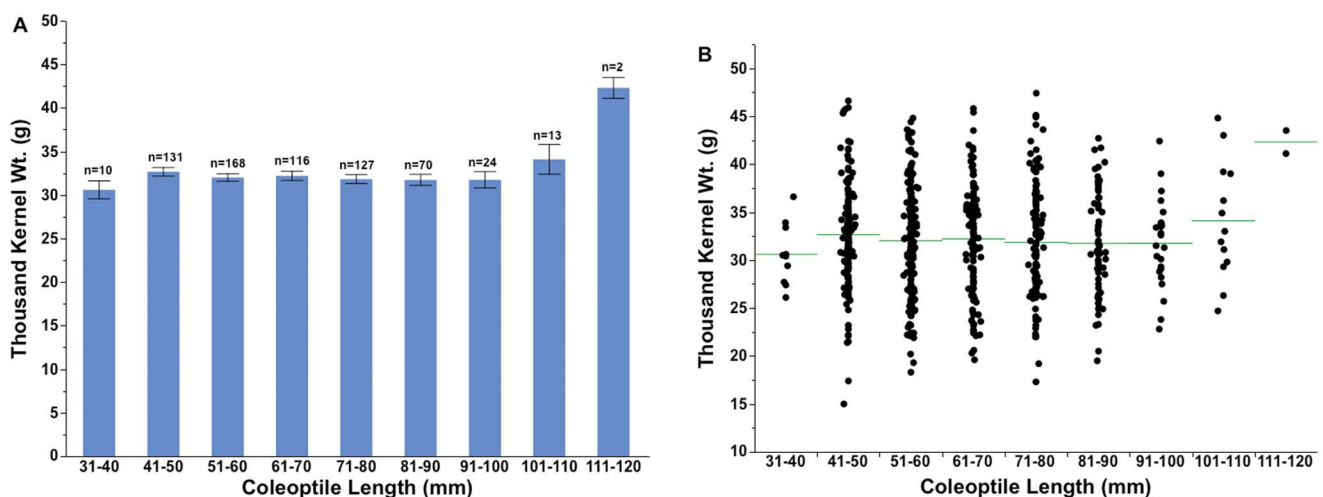 A
Thousand Kernel Wt. (g)
50
45
40
35
30
25
20
15
10
5
0
n=10
n=131
n=168
n=116
n=127
n=70
n=24
n=13
n=2
31-40 41-50 51-60 61-70 71-80 81-90 91-100 101-110 111-120
Coleoptile Length (mm)
B
Thousand Kernel Wt. (g)
50
45
40
35
30
25
20
15
10
31-40 41-50 51-60 61-70 71-80 81-90 91-100 101-110 111-120
Coleoptile Length (mm)